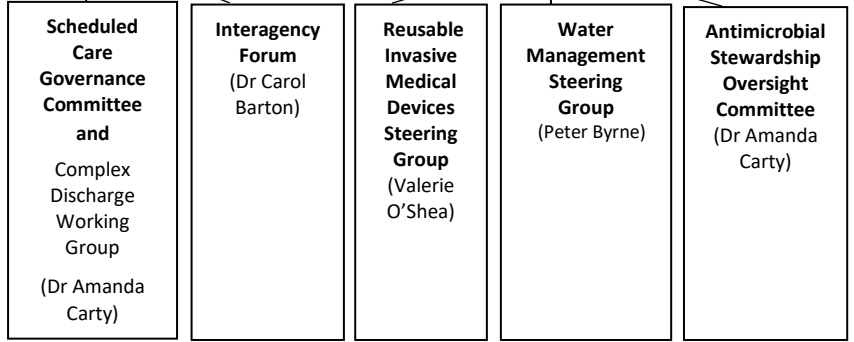 Scheduled
Care
Governance
Committee
and
Complex
Discharge
Working
Group
(Dr Amanda
Carty)
Interagency
Forum
(Dr Carol
Barton)
Reusable
Invasive
Medical
Devices
Steering
Group
(Valerie
O’Shea)
Water
Management
Steering
Group
(Peter Byrne)
Antimicrobial
Stewardship
Oversight
Committee
(Dr Amanda
Carty)